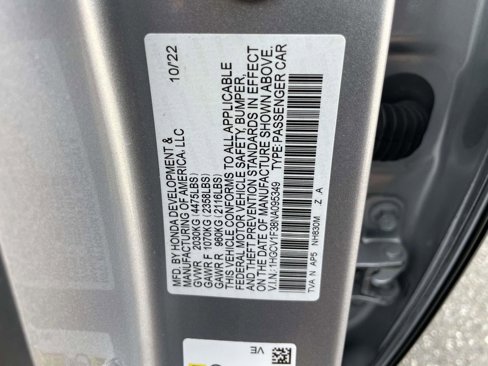 MFD. BY HONDA DEVELOPMENT & 10/'22
MANUFACTURING OF AMERICA, LLC
GVWR 2030KG (4475LBS)
GAWR F 1070KG (2358LBS)
GAWR R 960KG (2116LBS)
THIS VEHICLE CONFORMS TO ALL APPLICABLE
FEDERAL MOTOR VEHICLE SAFETY, BUMPER,
AND THEFT PREVENTION STANDARDS IN EFFECT
ON THE DATE OF MANUFACTURE SHOWN ABOVE.
V.I.N.:1HGCV1F38NA095349 TYPE:PASSENGER CAR
TVA N AP5 NH830M Z A
VE